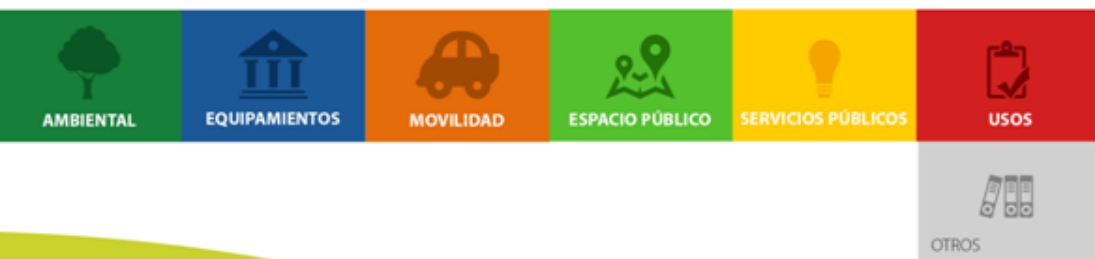 AMBIENTAL
EQUIPAMIENTOS
MOVILIDAD
ESPACIO PÚBLICO
SERVICIOS PÚBLICOS
USOS
OTROS